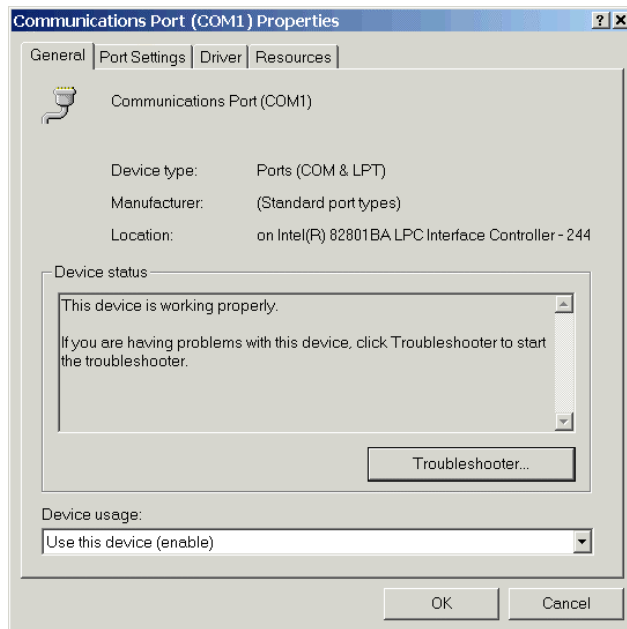 Communications Port (COM1) Properties
General Port Settings Driver Resources
Communications Port (COM1)
Device type: Ports (COM & LPT)
Manufacturer: (Standard port types)
Location: on Intel(R) 82801BA LPC Interface Controller - 244
Device status
This device is working properly.
If you are having problems with this device, click Troubleshooter to start
the troubleshooter.
Troubleshooter...
Device usage:
Use this device (enable)
OK Cancel